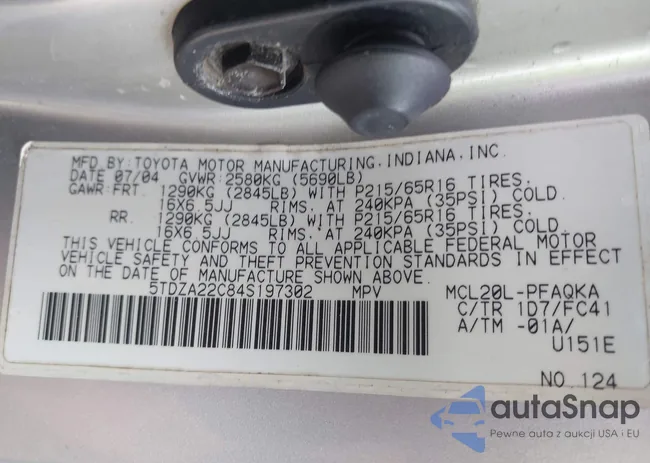 MFD.BY:TOYOTA MOTOR MANUFACTURING,INDIANA,INC.
DATE 07/04 GVWR:2580KG (5690LB)
GAWR:FRT. 1290KG (2845LB) WITH P215/65R16 TIRES,
16X6.5JJ RIMS, AT 240KPA (35PSI) COLD.
RR. 1290KG (2845LB) WITH P215/65R16 TIRES,
16X6.5JJ RIMS, AT 240KPA (35PSI) COLD.
THIS VEHICLE CONFORMS TO ALL APPLICABLE FEDERAL MOTOR
VEHICLE SAFETY AND THEFT PREVENTION STANDARDS IN EFFECT
ON THE DATE OF MANUFACTURE SHOWN ABOVE.
5TDZA22C84S197302 MPV MCL20L-PFAQKA
C/TR 1D7/FC41
A/TM -01A/
U151E
NO.124
autaSnap
Pewne auta z aukcji USA i EU